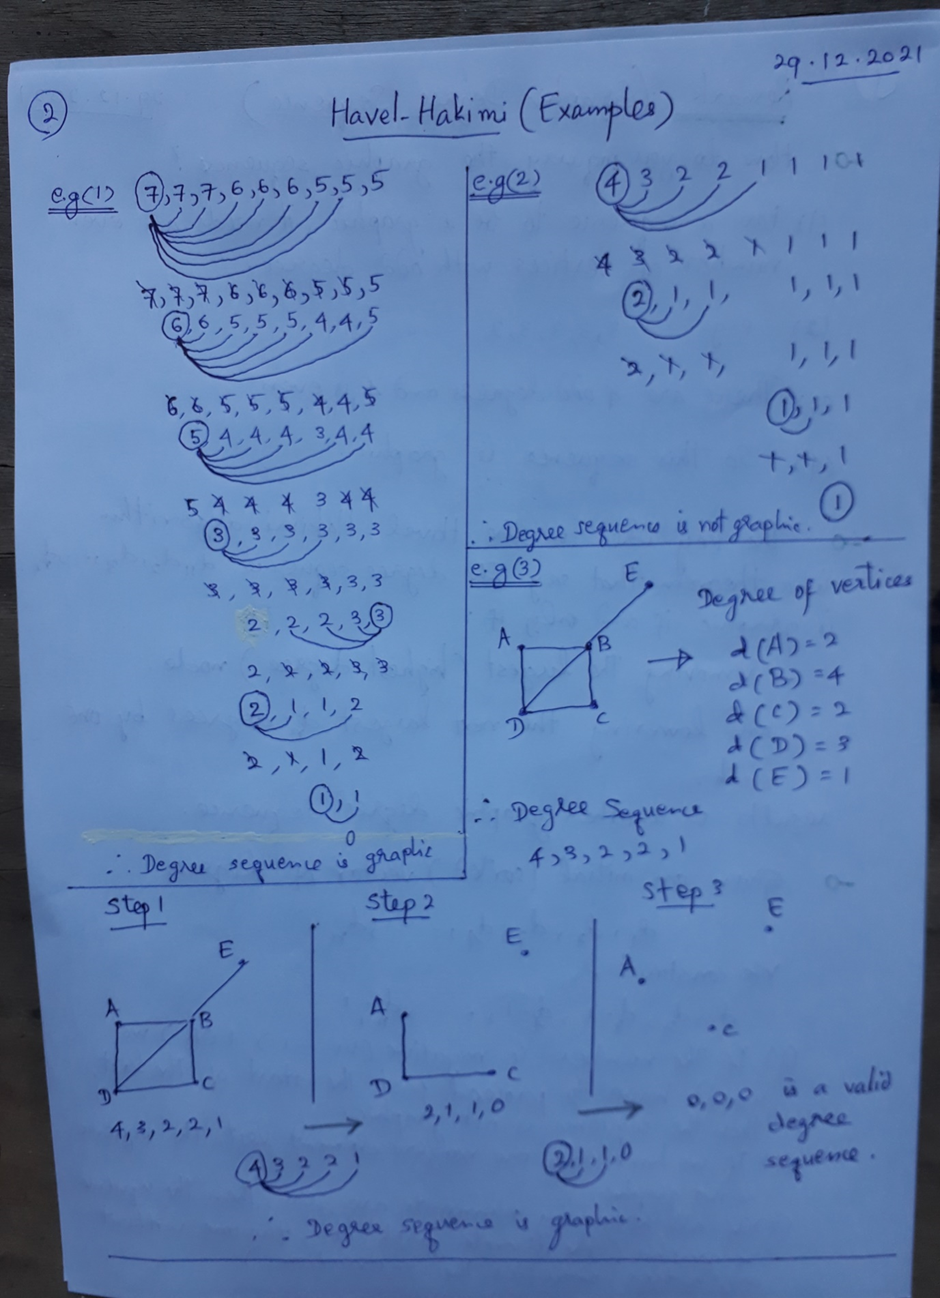 29.12.2021
2
Havel-Hakimi (Examples)
e.g(1)
7,7,7,6,6,6,5,5,5
7,7,7,6,6,6,5,5,5
6,6,5,5,5,4,4,5
6,6,5,5,5,4,4,5
5,4,4,4,3,4,4
5 4 4 4 3 4 4
3,3,3,3,3,3
3,3,3,3,3,3
2,2,2,3,3
2,2,2,3,3
2,1,1,2
2,1,1,2
1,1
0
∴ Degree sequence is graphic
e.g(2)
4 3 2 2 1 1 1 1
4 3 2 2 1 1 1 1
2,1,1, 1,1,1
2,1,1, 1,1,1
1,1,1
1,1,1
1
∴ Degree sequence is not graphic.
e.g(3)
E
A
B
D
C
Degree of vertices
d(A)=2
d(B)=4
d(C)=2
d(D)=3
d(E)=1
∴ Degree Sequence
4,3,2,2,1
Step 1
E
A
B
D
C
4,3,2,2,1
4 3 2 2 1
Step 2
E
A
D
C
2,1,1,0
2,1,1,0
Step 3
E
A
C
0,0,0 is a valid
degree
sequence.
∴ Degree sequence is graphic.